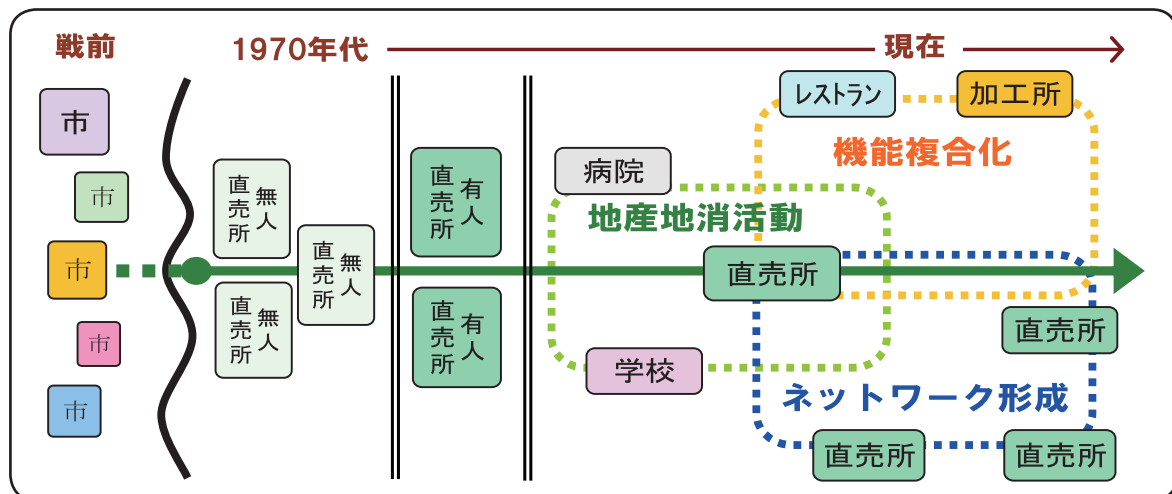 戦前
1970年代
現在
市
市
市
市
市
無人直売所
無人直売所
無人直売所
有人直売所
有人直売所
病院
地産地消活動
学校
直売所
レストラン
加工所
機能複合化
直売所
ネットワーク形成
直売所
直売所